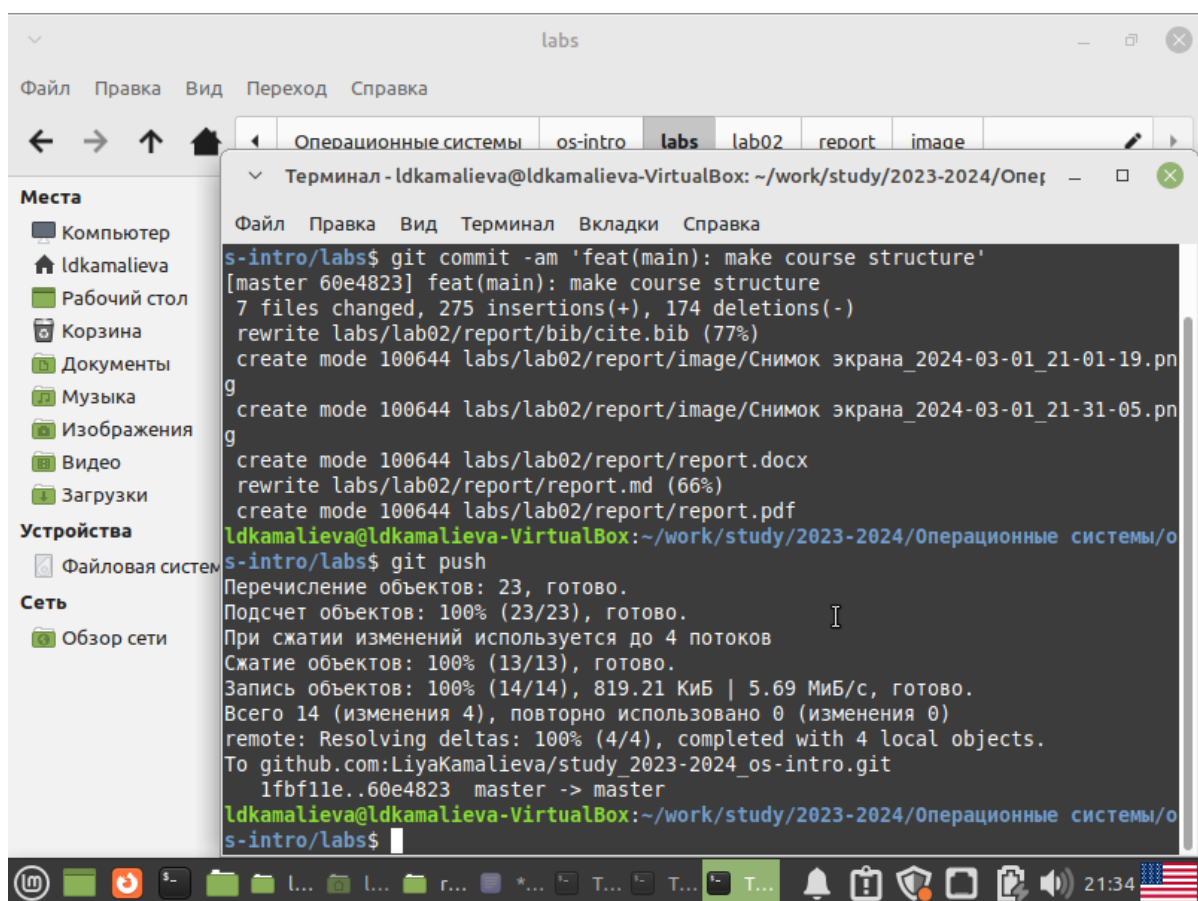 labs
Файл Правка Вид Переход Справка
Операционные системы os-intro labs lab02 report image
Места
Компьютер
ldkamalieva
Рабочий стол
Корзина
Документы
Музыка
Изображения
Видео
Загрузки
Устройства
Файловая систем
Сеть
Обзор сети
Терминал - ldkamalieva@ldkamalieva-VirtualBox: ~/work/study/2023-2024/Опер
Файл Правка Вид Терминал Вкладки Справка
s-intro/labs$ git commit -am 'feat(main): make course structure'
[master 60e4823] feat(main): make course structure
7 files changed, 275 insertions(+), 174 deletions(-)
rewrite labs/lab02/report/bib/cite.bib (77%)
create mode 100644 labs/lab02/report/image/Снимок экрана_2024-03-01_21-01-19.pn
g
create mode 100644 labs/lab02/report/image/Снимок экрана_2024-03-01_21-31-05.pn
g
create mode 100644 labs/lab02/report/report.docx
rewrite labs/lab02/report/report.md (66%)
create mode 100644 labs/lab02/report/report.pdf
ldkamalieva@ldkamalieva-VirtualBox:~/work/study/2023-2024/Операционные системы/o
s-intro/labs$ git push
Перечисление объектов: 23, готово.
Подсчет объектов: 100% (23/23), готово.
При сжатии изменений используется до 4 потоков
Сжатие объектов: 100% (13/13), готово.
Запись объектов: 100% (14/14), 819.21 КиБ | 5.69 МиБ/с, готово.
Всего 14 (изменения 4), повторно использовано 0 (изменения 0)
remote: Resolving deltas: 100% (4/4), completed with 4 local objects.
To github.com:LiyaKamalieva/study_2023-2024_os-intro.git
1fbf11e..60e4823 master -> master
ldkamalieva@ldkamalieva-VirtualBox:~/work/study/2023-2024/Операционные системы/o
s-intro/labs$
l... l... r... *... T... T... T... 21:34